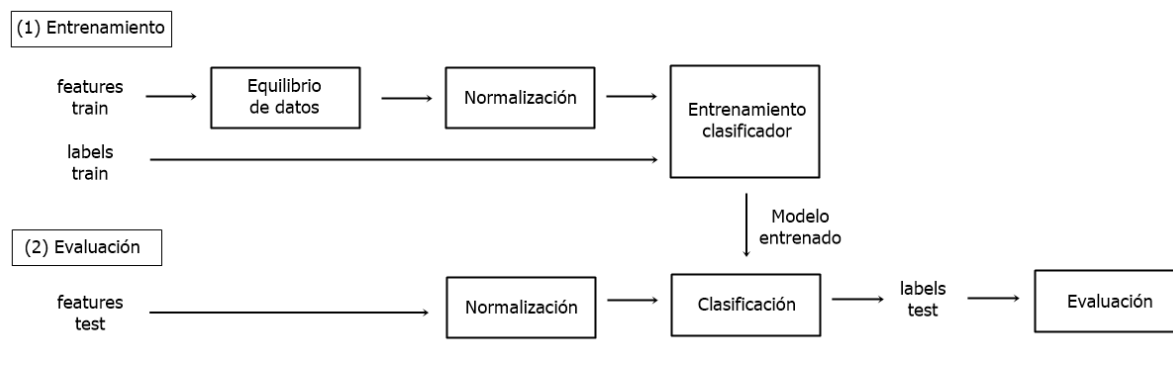 (1) Entrenamiento
features
train
Equilibrio
de datos
Normalización
Entrenamiento
clasificador
labels
train
Modelo
entrenado
(2) Evaluación
features
test
Normalización
Clasificación
labels
test
Evaluación